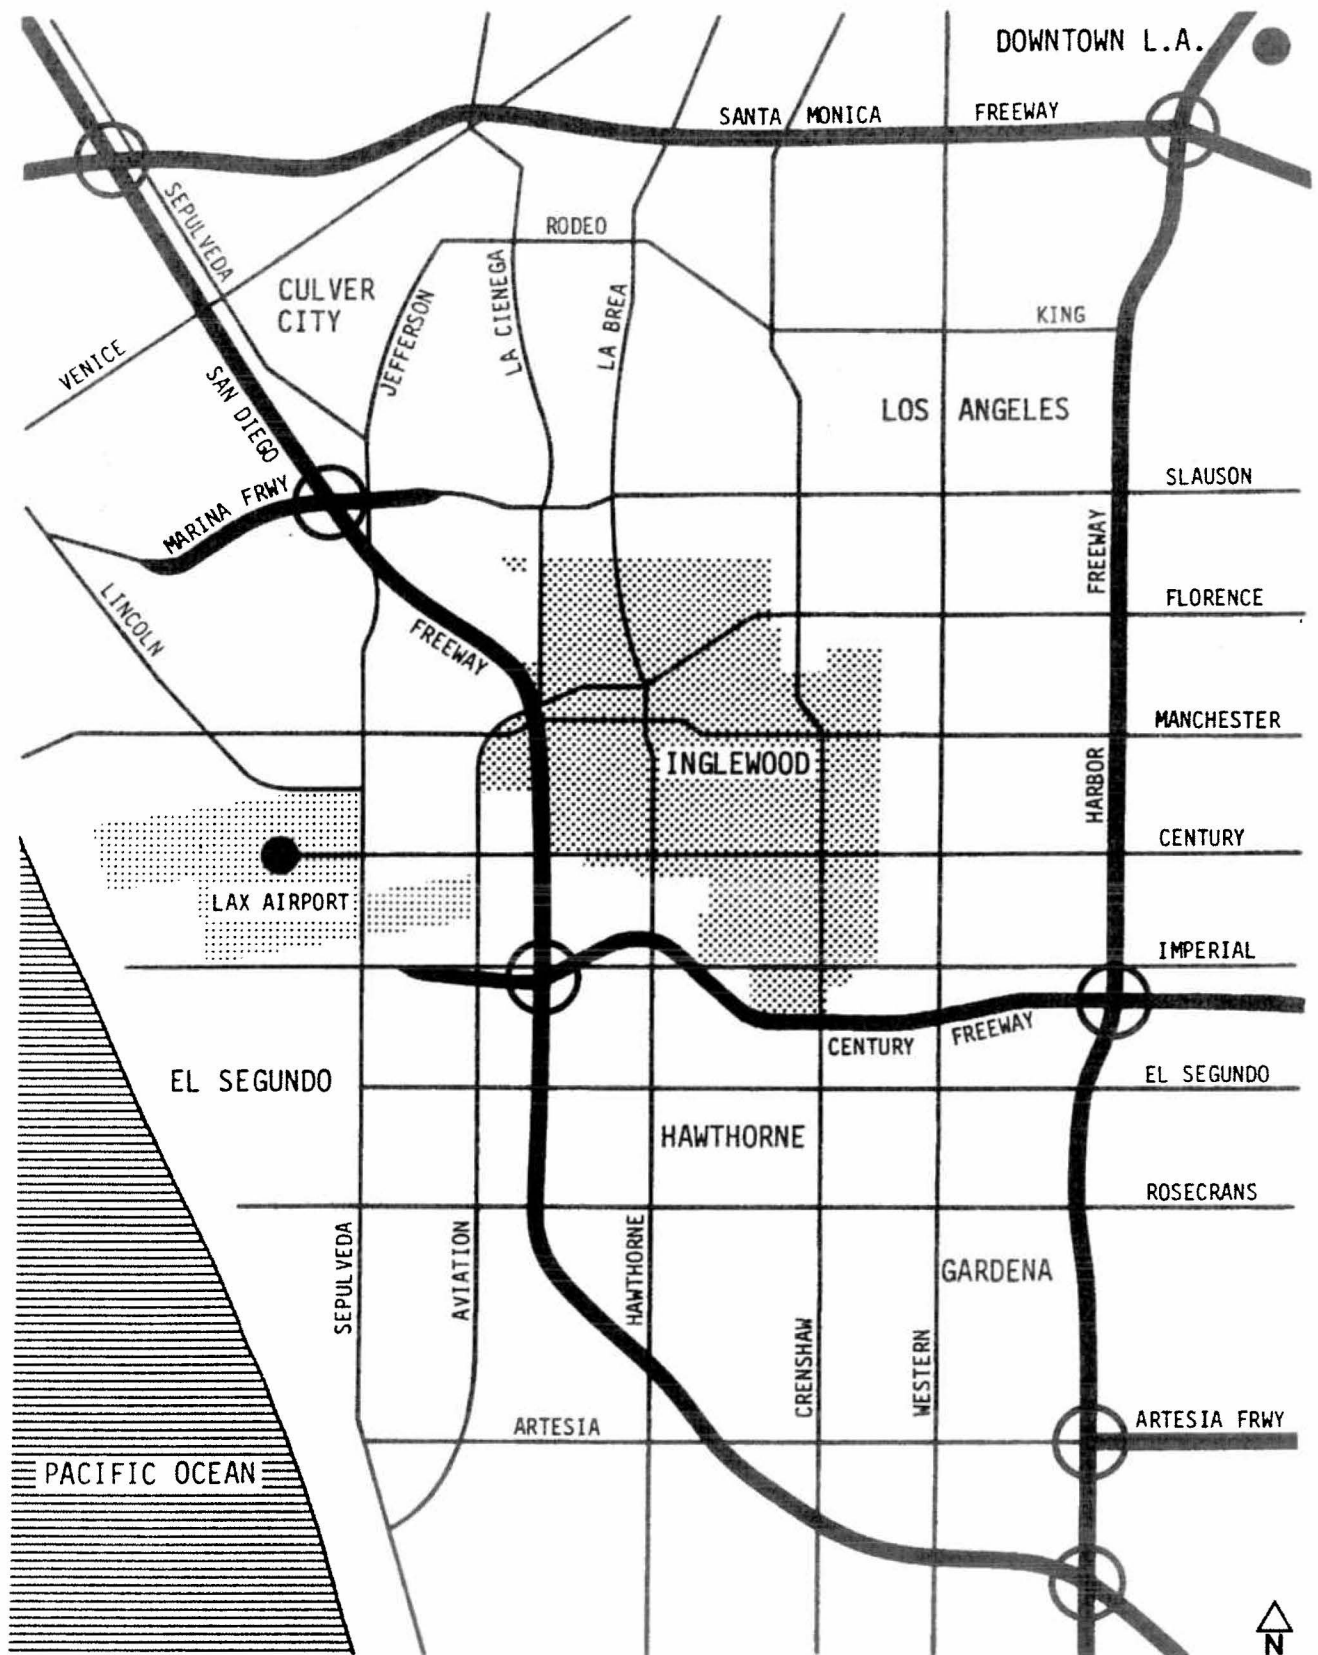 DOWNTOWN L.A.
SANTA MONICA FREEWAY
SEPULVEDA
RODEO
CULVER
CITY
JEFFERSON
LA CIENEGA
LA BREA
KING
VENICE
SAN DIEGO
LOS ANGELES
MARINA FRWY
SLAUSON
FREEWAY
LINCOLN
FREEWAY
FLORENCE
MANCHESTER
INGLEWOOD
HARBOR
CENTURY
LAX AIRPORT
IMPERIAL
CENTURY FREEWAY
EL SEGUNDO
EL SEGUNDO
HAWTHORNE
ROSECRANS
SEPULVEDA
AVIATION
HAWTHORNE
GARDENA
CRENSHAW
WESTERN
ARTESIA
ARTESIA FRWY
PACIFIC OCEAN
N